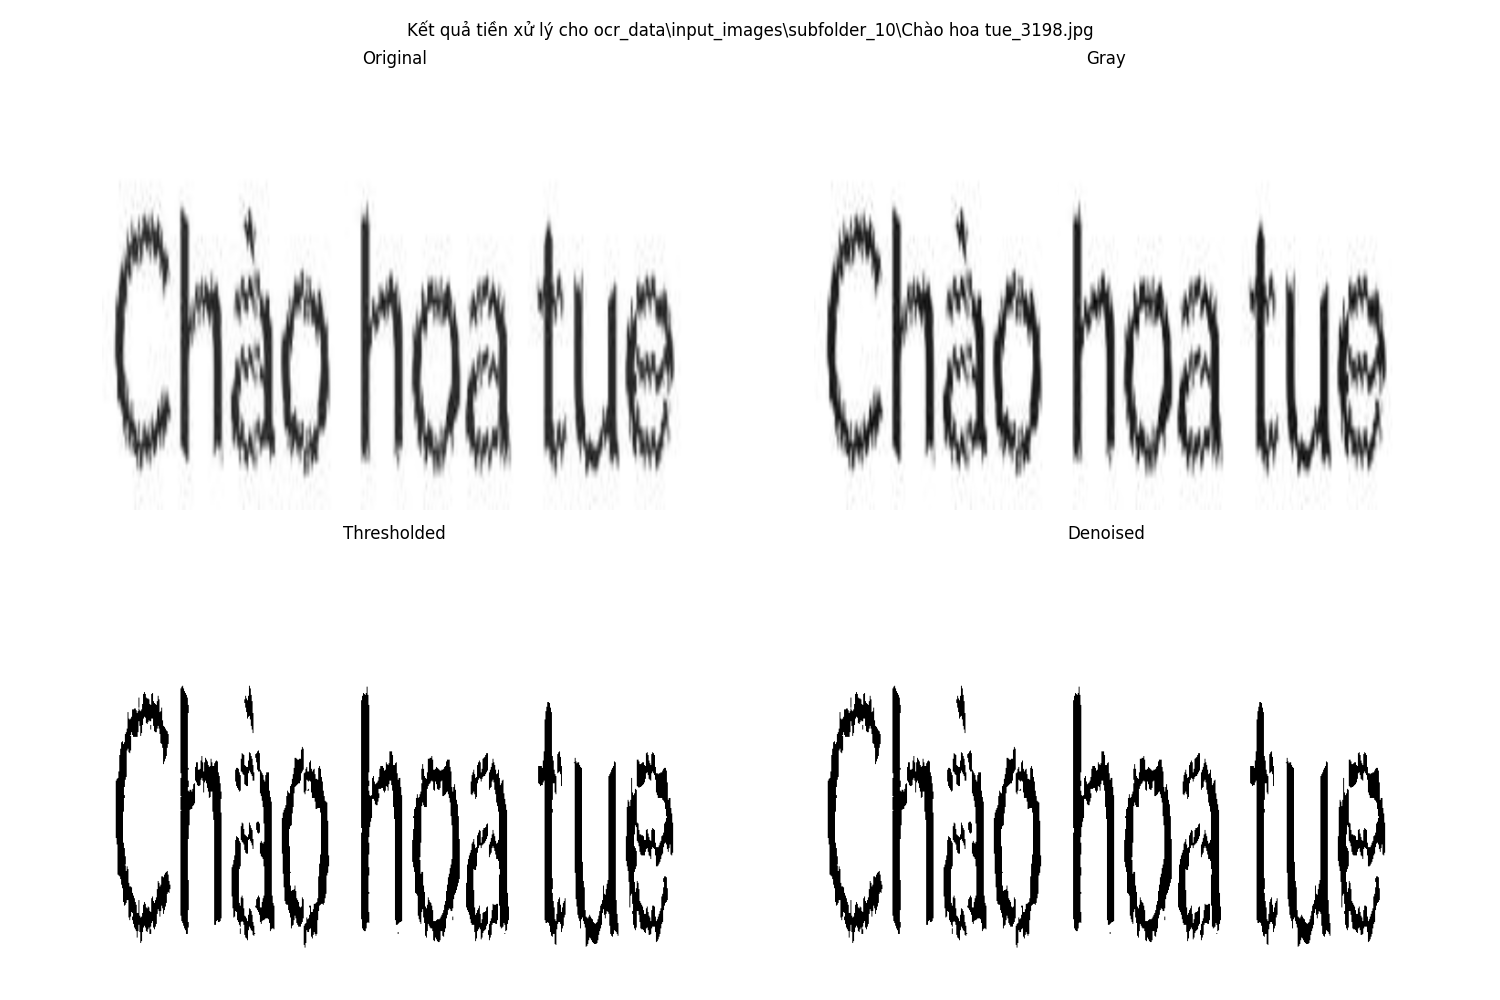 Kết quả tiền xử lý cho ocr_data\input_images\subfolder_10\Chào hoa tue_3198.jpg
Original
Gray
Chào hoa tue
Chào hoa tue
Thresholded
Denoised
Chào hoa tue
Chào hoa tue